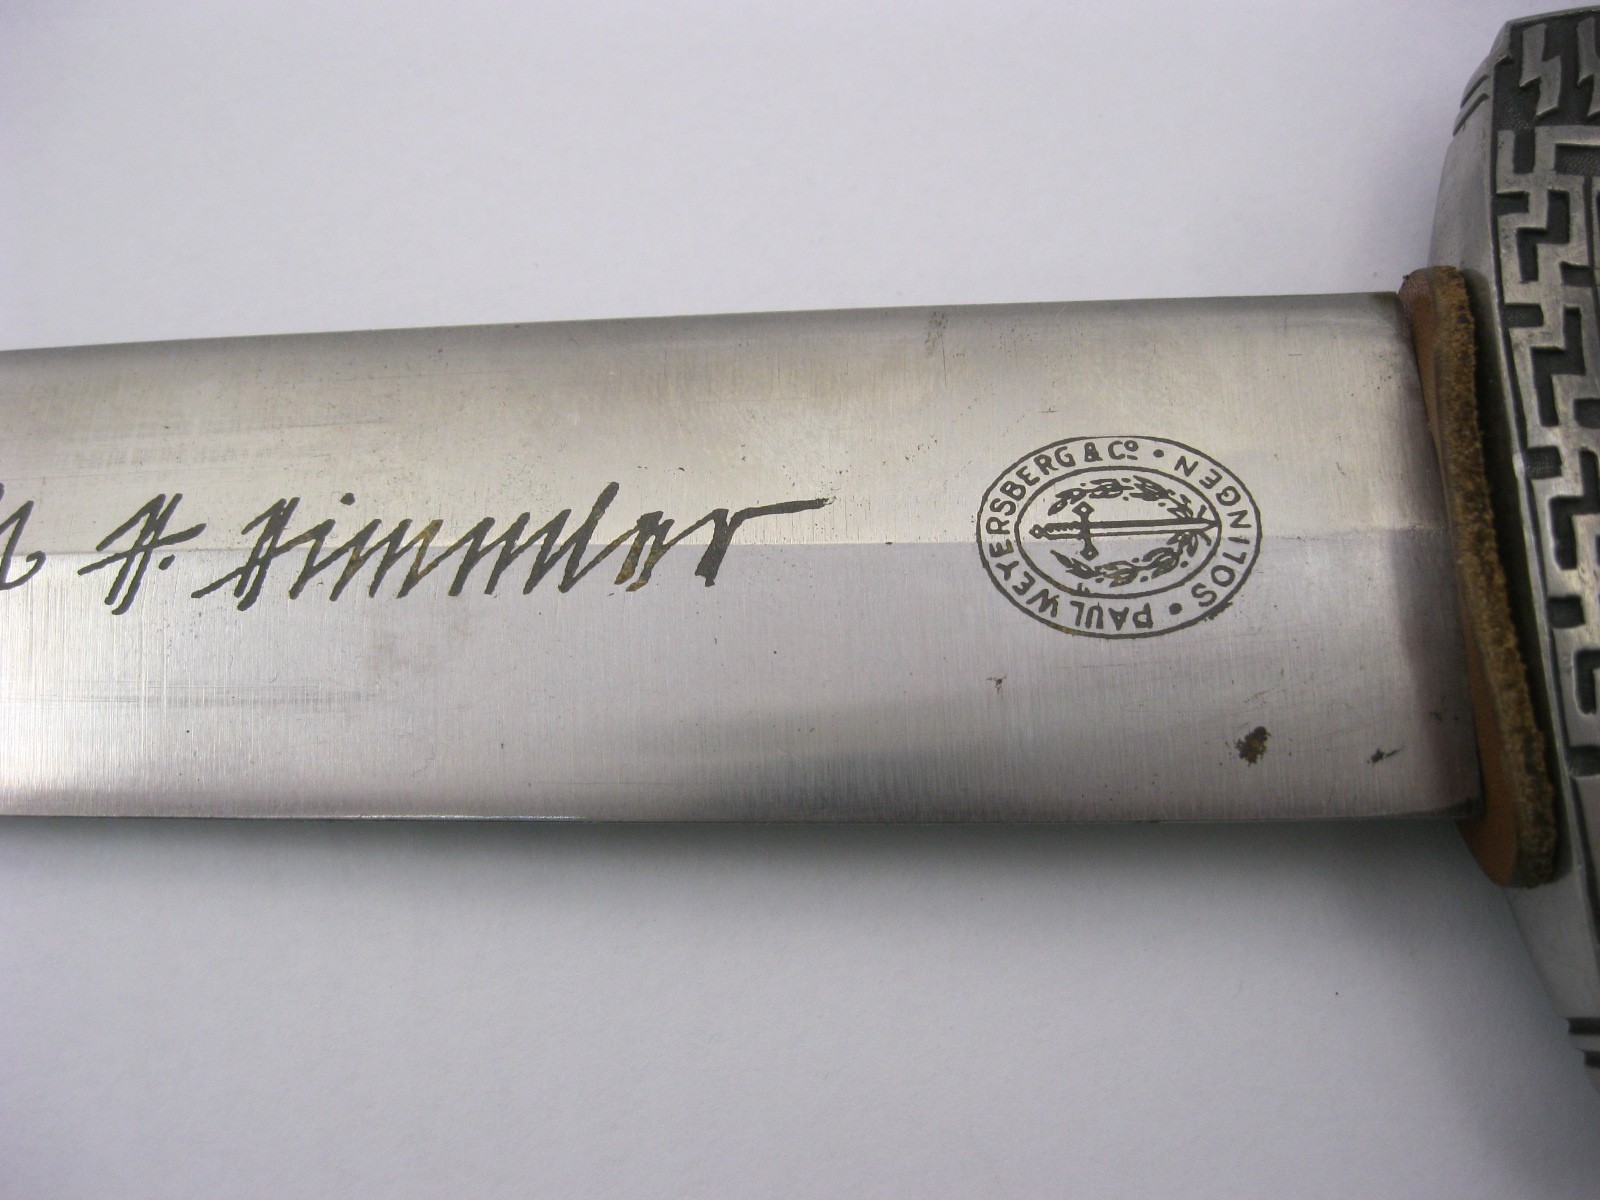 H. Himmler
PAUL WEYERSBERG & Cº · SOLINGEN ·